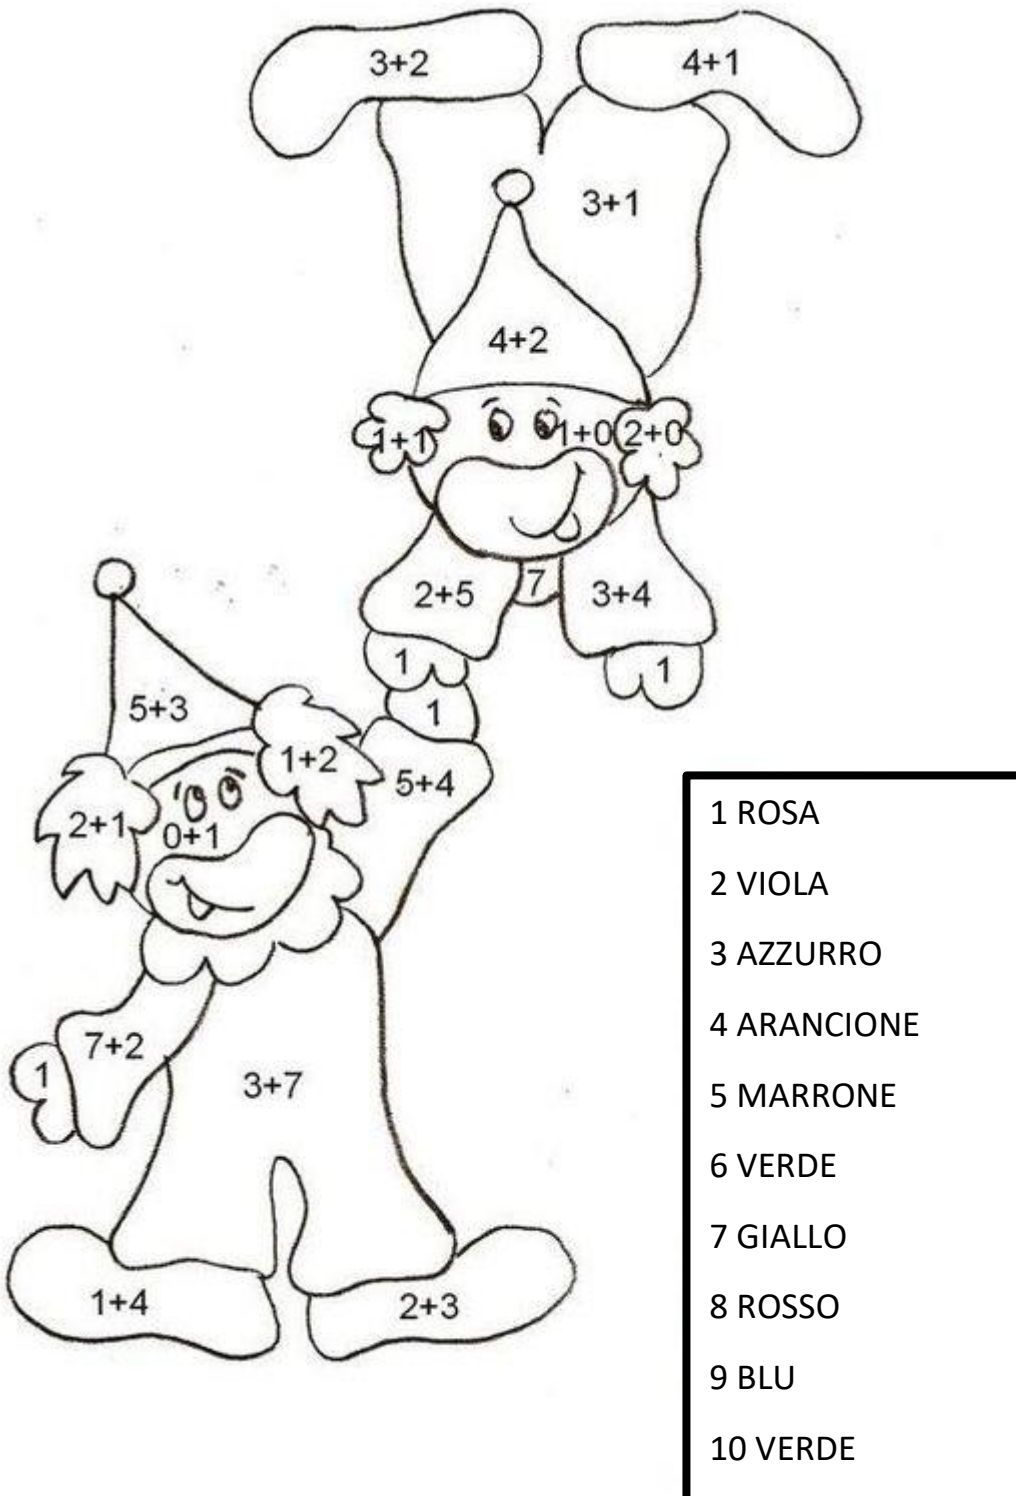 3+2
4+1
3+1
4+2
1+1
1+0
2+0
2+5
7
3+4
1
1
1
5+3
1+2
5+4
2+1
0+1
7+2
1
3+7
1+4
2+3
1 ROSA
2 VIOLA
3 AZZURRO
4 ARANCIONE
5 MARRONE
6 VERDE
7 GIALLO
8 ROSSO
9 BLU
10 VERDE